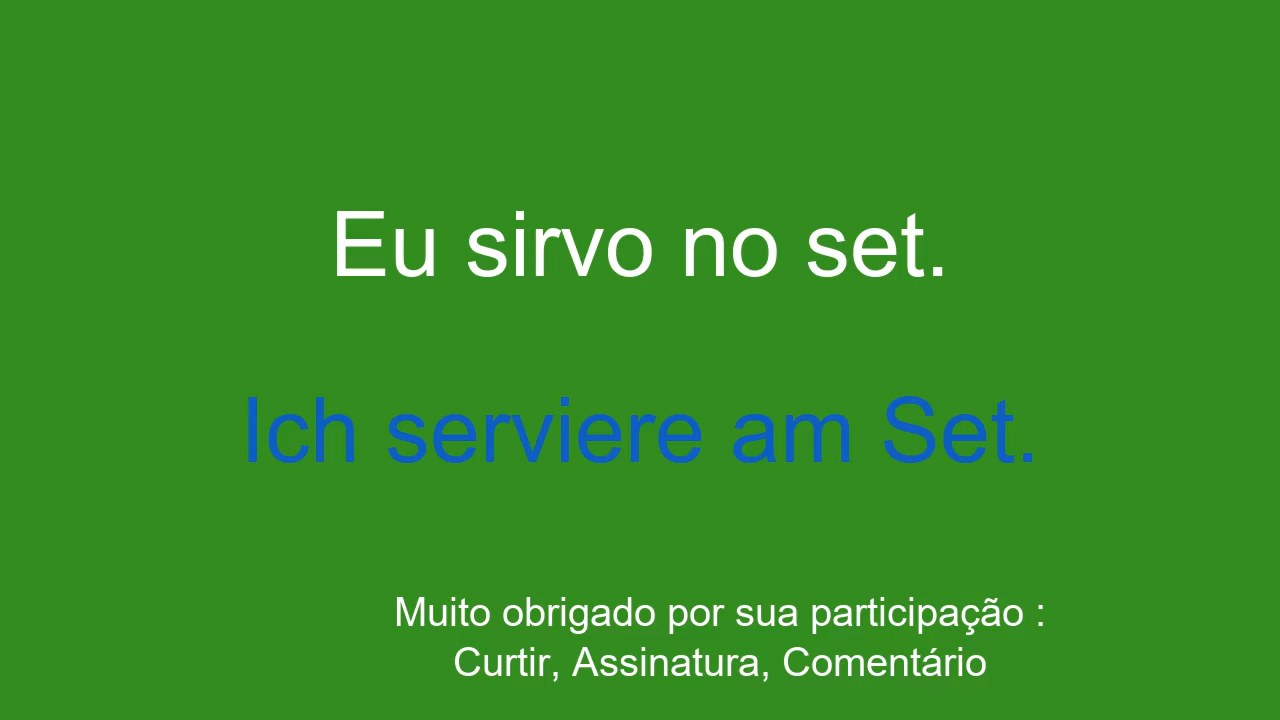 Eu sirvo no set.
Ich serviere am Set.
Muito obrigado por sua participação :
Curtir, Assinatura, Comentário